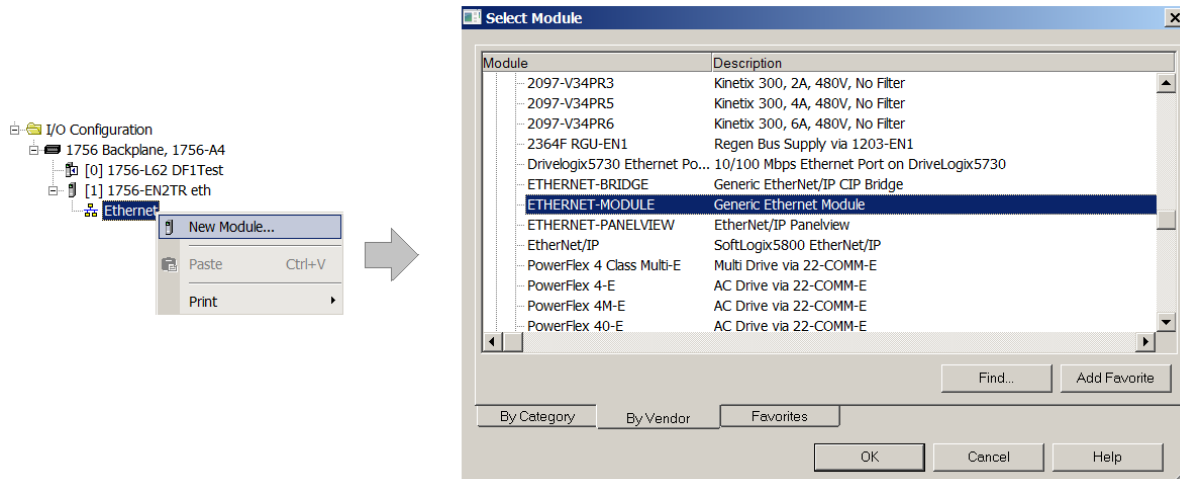 I/O Configuration
1756 Backplane, 1756-A4
[0] 1756-L62 DF1Test
[1] 1756-EN2TR eth
Ethernet
New Module...
Paste Ctrl+V
Print
Select Module
Module Description
2097-V34PR3 Kinetix 300, 2A, 480V, No Filter
2097-V34PR5 Kinetix 300, 4A, 480V, No Filter
2097-V34PR6 Kinetix 300, 6A, 480V, No Filter
2364F RGU-EN1 Regen Bus Supply via 1203-EN1
Drivelogix5730 Ethernet Po... 10/100 Mbps Ethernet Port on DriveLogix5730
ETHERNET-BRIDGE Generic EtherNet/IP CIP Bridge
ETHERNET-MODULE Generic Ethernet Module
ETHERNET-PANELVIEW EtherNet/IP Panelview
EtherNet/IP SoftLogix5800 EtherNet/IP
PowerFlex 4 Class Multi-E Multi Drive via 22-COMM-E
PowerFlex 4-E AC Drive via 22-COMM-E
PowerFlex 4M-E AC Drive via 22-COMM-E
PowerFlex 40-E AC Drive via 22-COMM-E
Find... Add Favorite
By Category By Vendor Favorites
OK Cancel Help